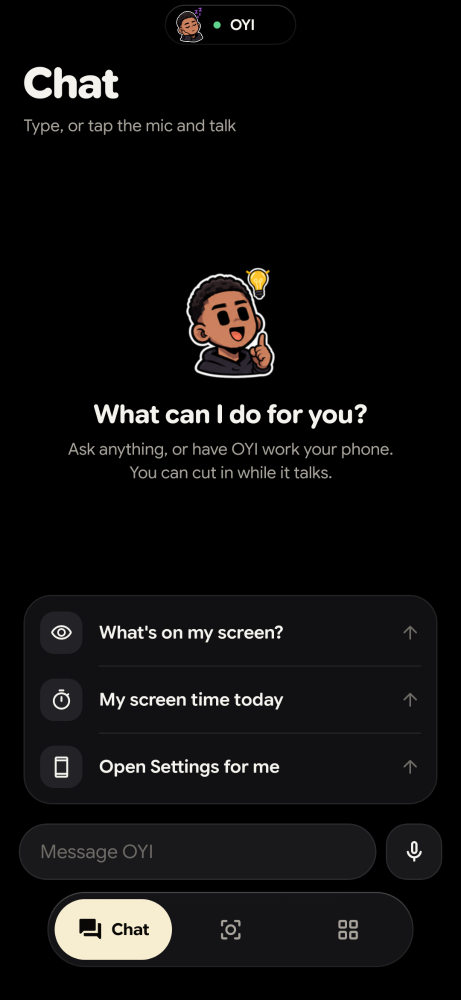 OYI
Chat
Type, or tap the mic and talk
What can I do for you?
Ask anything, or have OYI work your phone.
You can cut in while it talks.
What's on my screen?
My screen time today
Open Settings for me
Message OYI
Chat